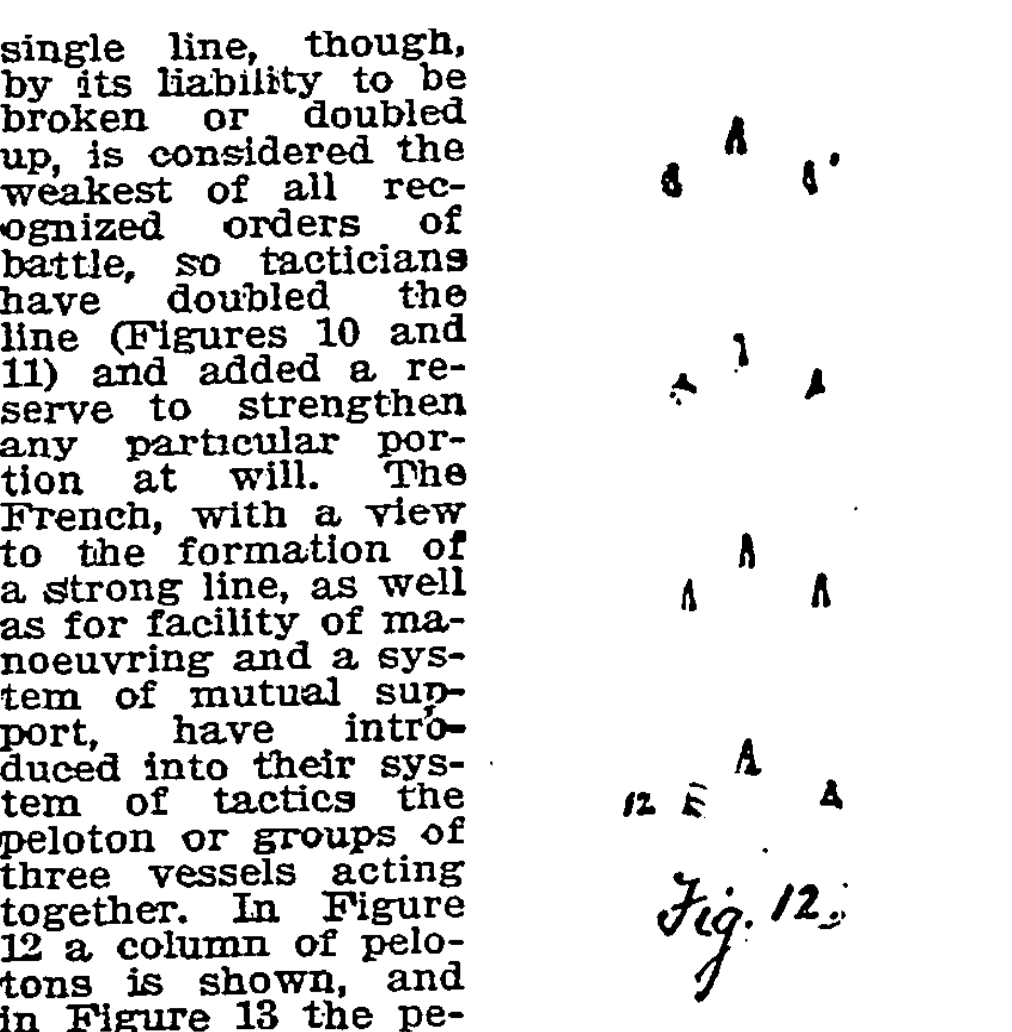 single line, though,
by its liability to be
broken or doubled
up, is considered the
weakest of all rec-
ognized orders of
battle, so tacticians
have doubled the
line (Figures 10 and
11) and added a re-
serve to strengthen
any particular por-
tion at will. The
French, with a view
to the formation of
a strong line, as well
as for facility of ma-
noeuvring and a sys-
tem of mutual sup-
port, have intro-
duced into their sys-
tem of tactics the
peloton or groups of
three vessels acting
together. In Figure
12 a column of pelo-
tons is shown, and
in Figure 13 the pe-
12
Fig. 12.